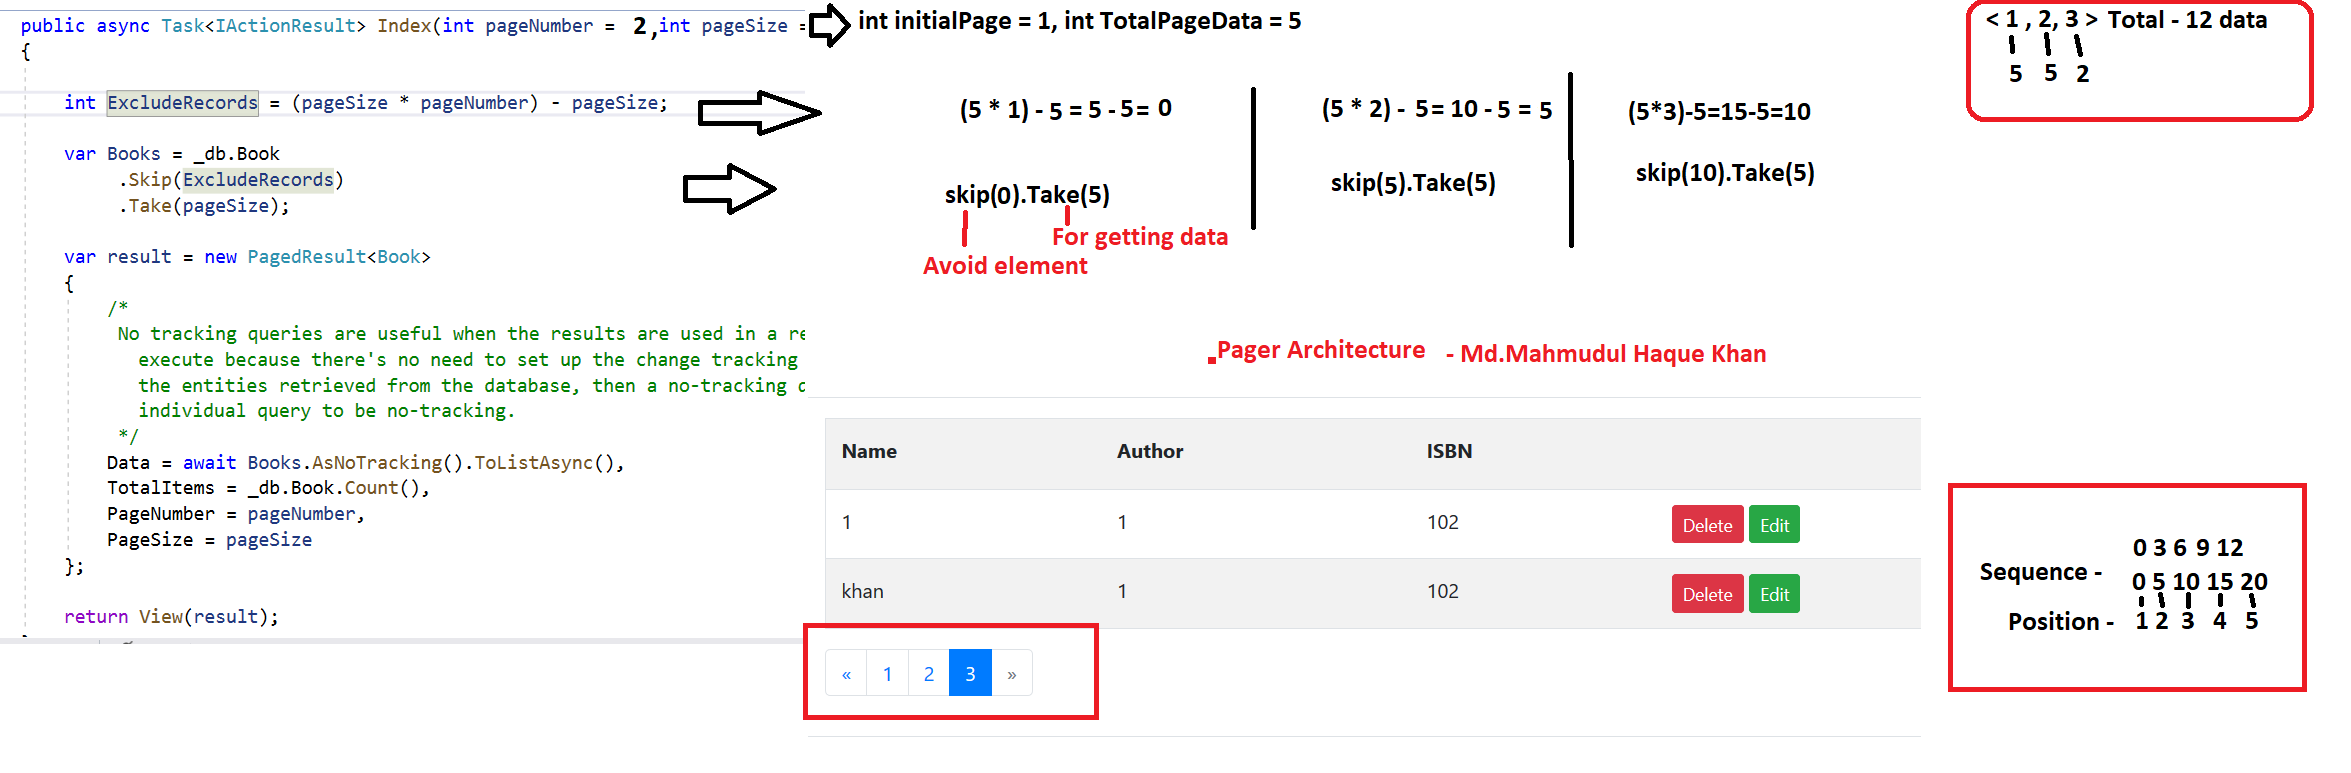 public async Task<IActionResult> Index(int pageNumber = 2,int pageSize =
{
int ExcludeRecords = (pageSize * pageNumber) - pageSize;
var Books = _db.Book
.Skip(ExcludeRecords)
.Take(pageSize);
var result = new PagedResult<Book>
{
/*
No tracking queries are useful when the results are used in a re
execute because there's no need to set up the change tracking
the entities retrieved from the database, then a no-tracking q
individual query to be no-tracking.
*/
Data = await Books.AsNoTracking().ToListAsync(),
TotalItems = _db.Book.Count(),
PageNumber = pageNumber,
PageSize = pageSize
};
return View(result);
int initialPage = 1, int TotalPageData = 5
(5 * 1) - 5 = 5 - 5 = 0
skip(0).Take(5)
For getting data
Avoid element
(5 * 2) - 5 = 10 - 5 = 5
skip(5).Take(5)
(5*3)-5=15-5=10
skip(10).Take(5)
< 1 , 2, 3 > Total - 12 data
5 5 2
.Pager Architecture - Md.Mahmudul Haque Khan
Name Author ISBN
1 1 102 Delete Edit
khan 1 102 Delete Edit
« 1 2 3 »
0 3 6 9 12
Sequence - 0 5 10 15 20
Position - 1 2 3 4 5